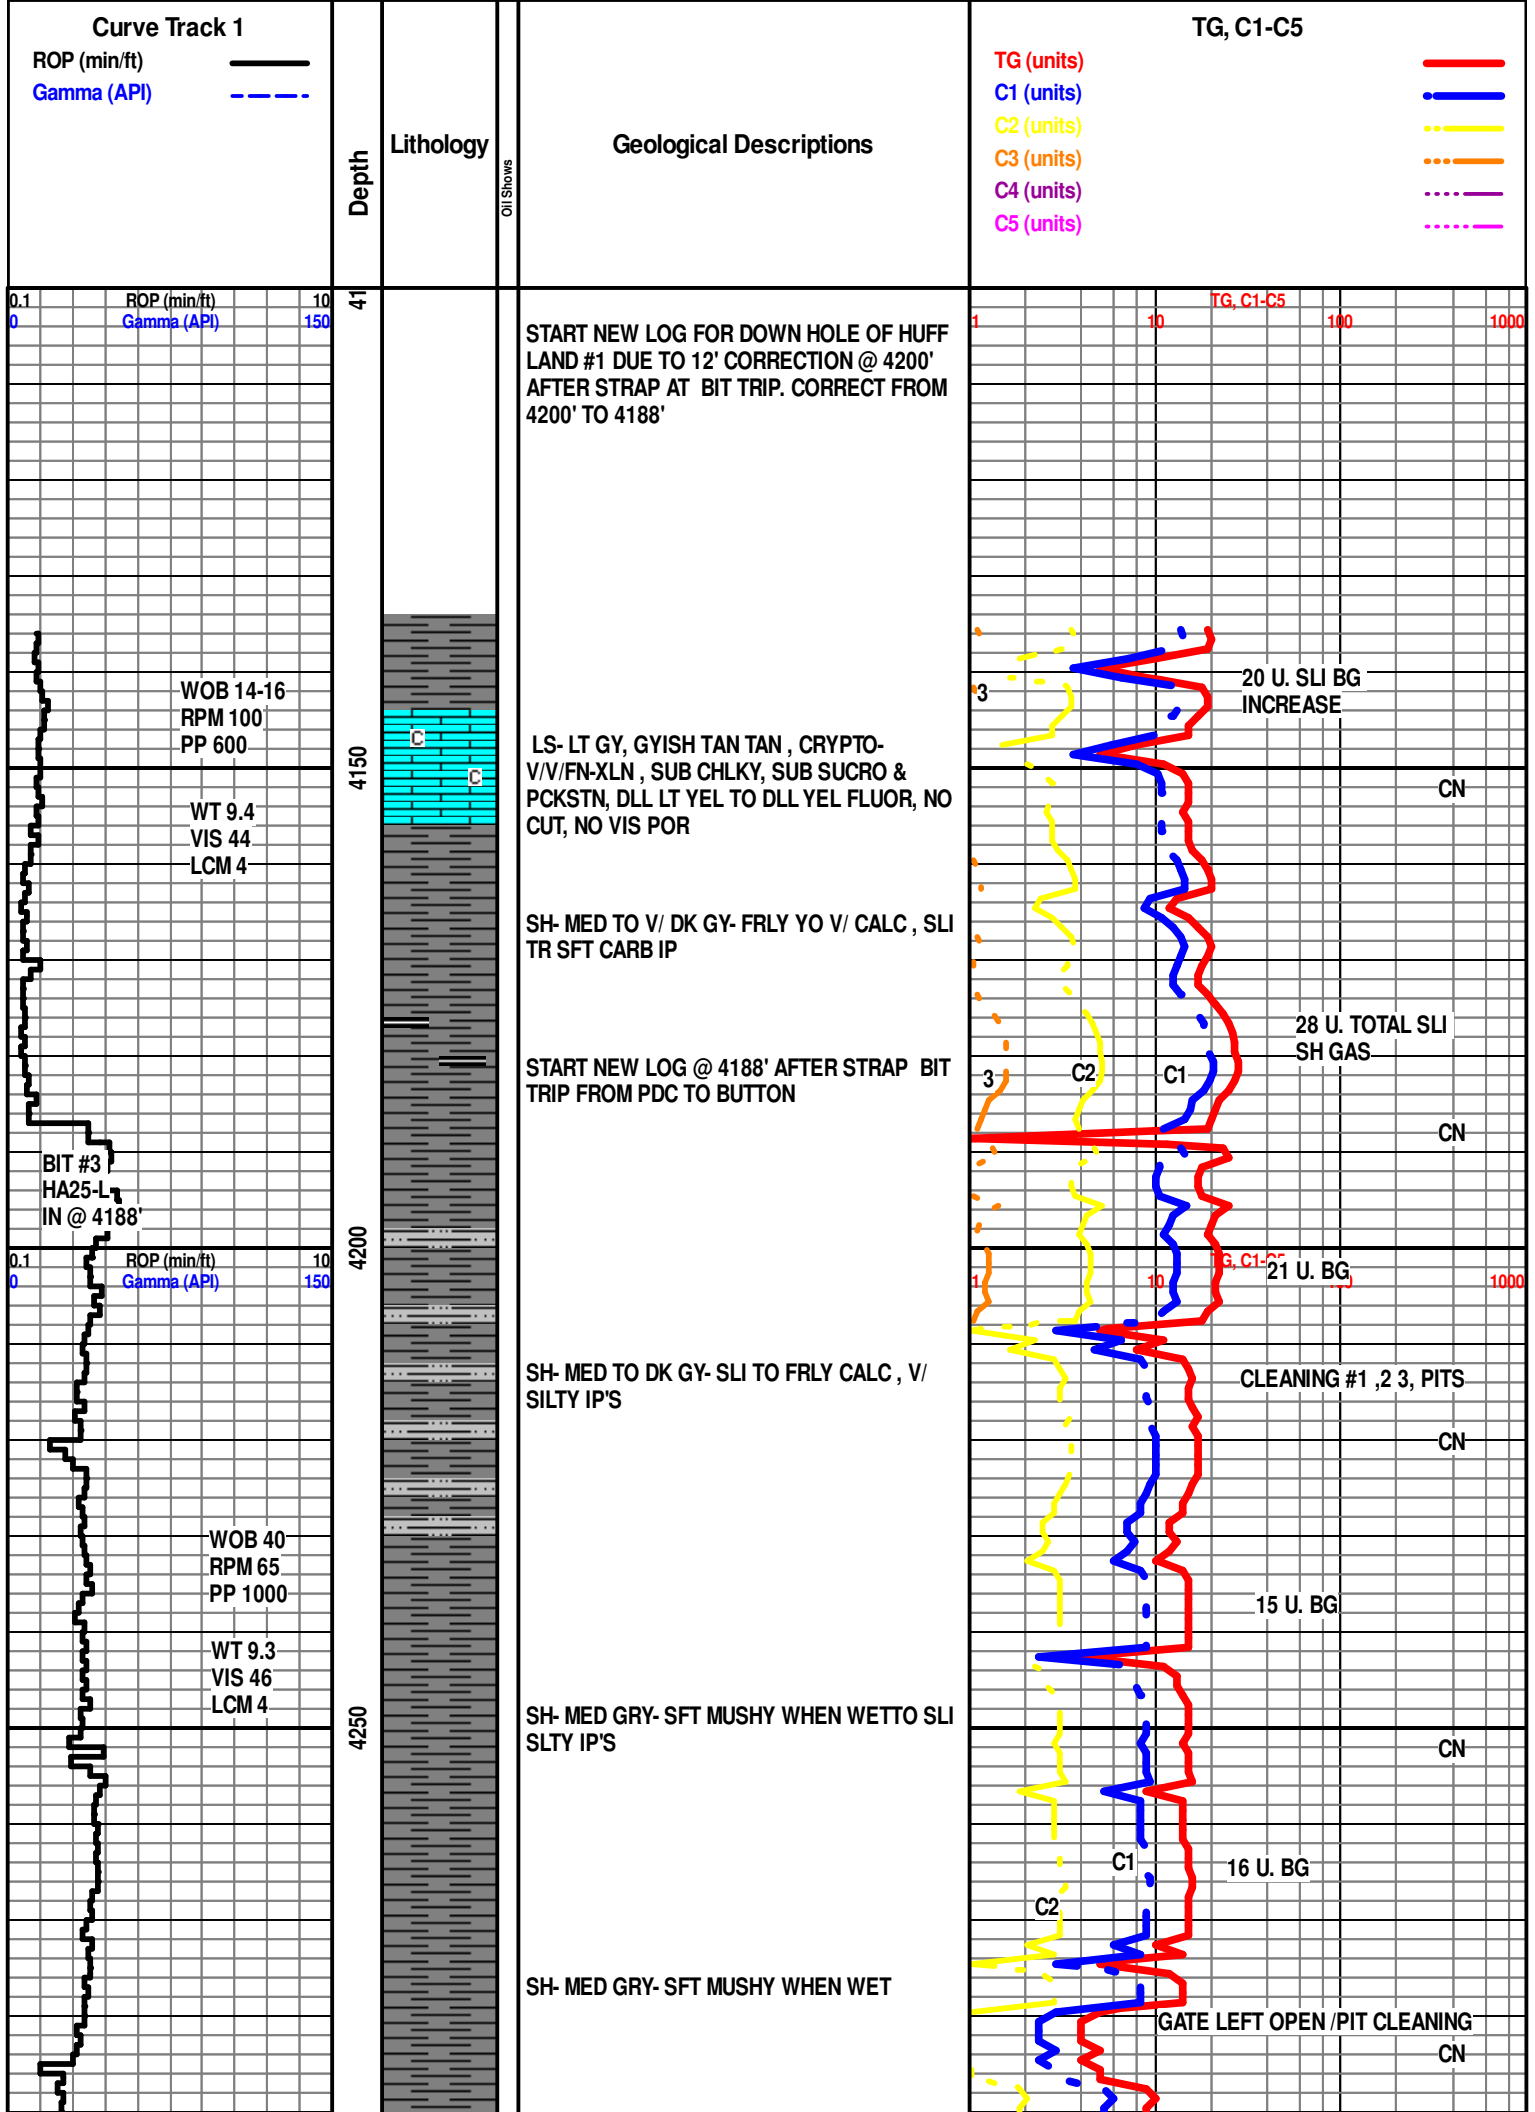 Curve Track 1
ROP (min/ft)
Gamma (API)
Depth
Lithology
Oil Shows
Geological Descriptions
TG, C1-C5
TG (units)
C1 (units)
C2 (units)
C3 (units)
C4 (units)
C5 (units)
0.1 ROP (min/ft) 10
0 Gamma (API) 150
41
TG, C1-C5
1 10 100 1000
START NEW LOG FOR DOWN HOLE OF HUFF
LAND #1 DUE TO 12' CORRECTION @ 4200'
AFTER STRAP AT BIT TRIP. CORRECT FROM
4200' TO 4188'
WOB 14-16
RPM 100
PP 600
3
20 U. SLI BG
INCREASE
C
C
4150
LS- LT GY, GYISH TAN TAN , CRYPTO-
V/V/FN-XLN , SUB CHLKY, SUB SUCRO &
PCKSTN, DLL LT YEL TO DLL YEL FLUOR, NO
CUT, NO VIS POR
CN
WT 9.4
VIS 44
LCM 4
SH- MED TO V/ DK GY- FRLY YO V/ CALC , SLI
TR SFT CARB IP
28 U. TOTAL SLI
SH GAS
START NEW LOG @ 4188' AFTER STRAP BIT
TRIP FROM PDC TO BUTTON
3
C2
C1
CN
BIT #3
HA25-L
IN @ 4188'
4200
0.1 ROP (min/ft) 10
0 Gamma (API) 150
TG, C1-C5
1 10 1000
21 U. BG
SH- MED TO DK GY- SLI TO FRLY CALC , V/
SILTY IP'S
CLEANING #1 ,2 3, PITS
CN
WOB 40
RPM 65
PP 1000
15 U. BG
WT 9.3
VIS 46
LCM 4
4250
SH- MED GRY- SFT MUSHY WHEN WETTO SLI
SLTY IP'S
CN
C1
16 U. BG
C2
SH- MED GRY- SFT MUSHY WHEN WET
GATE LEFT OPEN /PIT CLEANING
CN